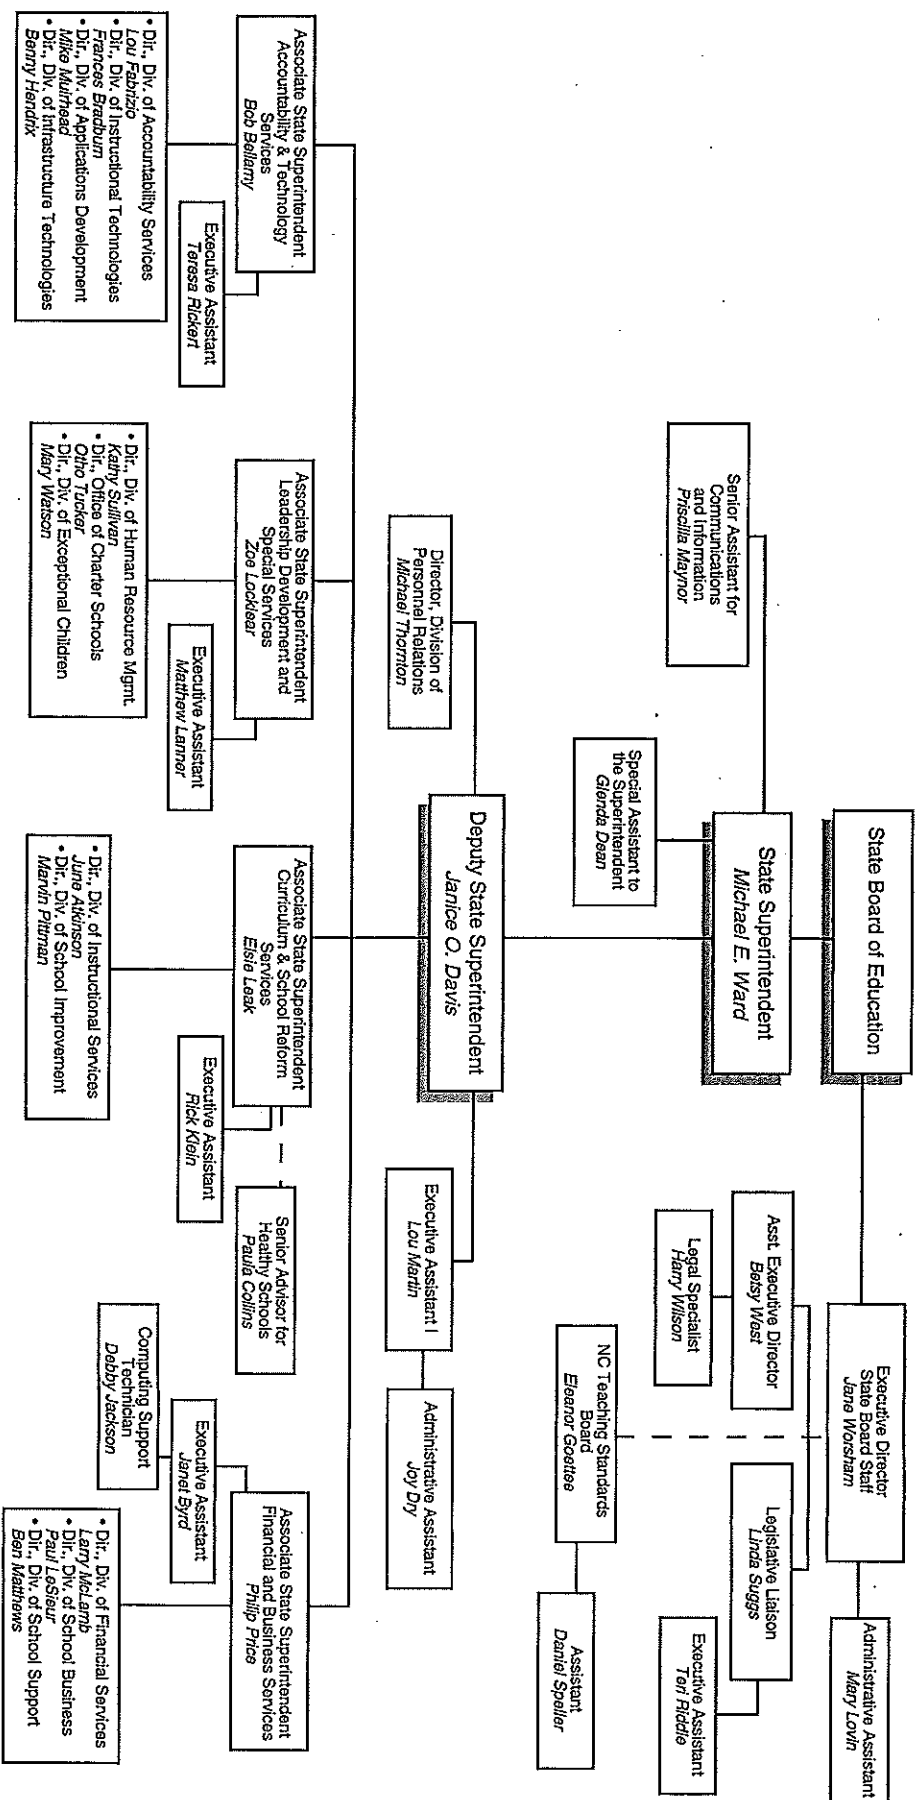 State Board of Education
Executive Director
State Board Staff
Jane Worsham
Administrative Assistant
Mary Lovin
State Superintendent
Michael E. Ward
Asst. Executive Director
Betsy West
Legislative Liaison
Linda Suggs
Senior Assistant for
Communications
and Information
Priscilla Maynor
Legal Specialist
Harry Wilson
Executive Assistant
Teri Riddle
Special Assistant to
the Superintendent
Glenda Dean
NC Teaching Standards
Board
Eleanor Goettee
Assistant
Daniel Speller
Deputy State Superintendent
Janice O. Davis
Director, Division of
Personnel Relations
Michael Thornton
Executive Assistant I
Lou Martin
Administrative Assistant
Joy Dry
Associate State Superintendent
Accountability & Technology
Services
Bob Bellamy
Executive Assistant
Teresa Rickert
• Dir., Div. of Accountability Services
Lou Fabrizio
• Dir., Div. of Instructional Technologies
Frances Bradburn
• Dir., Div. of Applications Development
Mike Muirhead
• Dir., Div. of Infrastructure Technologies
Benny Hendrix
Associate State Superintendent
Leadership Development and
Special Services
Zoe Locklear
Executive Assistant
Matthew Lanner
• Dir., Div. of Human Resource Mgmt.
Kathy Sullivan
• Dir., Office of Charter Schools
Otho Tucker
• Dir., Div. of Exceptional Children
Mary Watson
Associate State Superintendent
Curriculum & School Reform
Services
Elsie Leak
Senior Advisor for
Healthy Schools
Paula Collins
Executive Assistant
Rick Klein
• Dir., Div. of Instructional Services
June Atkinson
• Dir., Div. of School Improvement
Marvin Pittman
Associate State Superintendent
Financial and Business Services
Philip Price
Executive Assistant
Janet Byrd
Computing Support
Technician
Debby Jackson
• Dir., Div. of Financial Services
Larry McLamb
• Dir., Div. of School Business
Paul LeSieur
• Dir., Div. of School Support
Ben Matthews